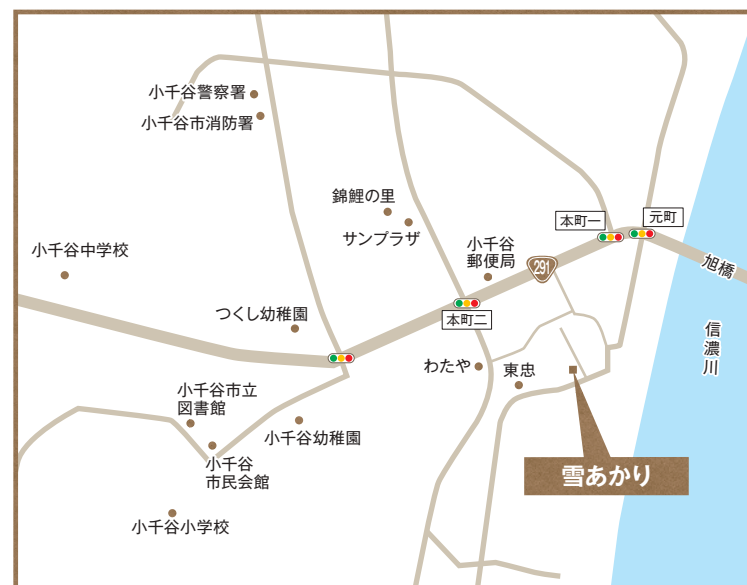 小千谷警察署
小千谷市消防署
錦鯉の里
サンプラザ
本町一
元町
小千谷
郵便局
小千谷中学校
291
旭橋
つくし幼稚園
本町二
信濃川
わたや
東忠
小千谷市立
図書館
小千谷幼稚園
小千谷
市民会館
雪あかり
小千谷小学校